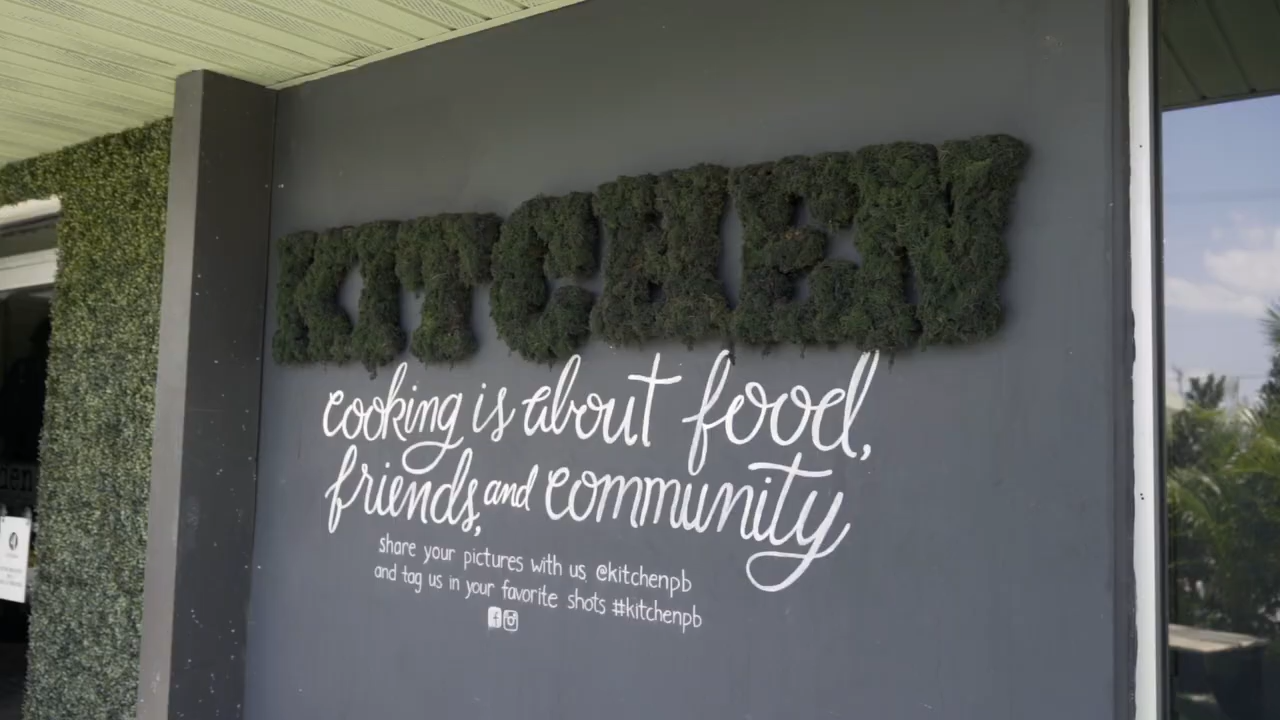 KITCHEN
cooking is about food,
friends, and community
share your pictures with us @kitchenpb
and tag us in your favorite shots #kitchenpb